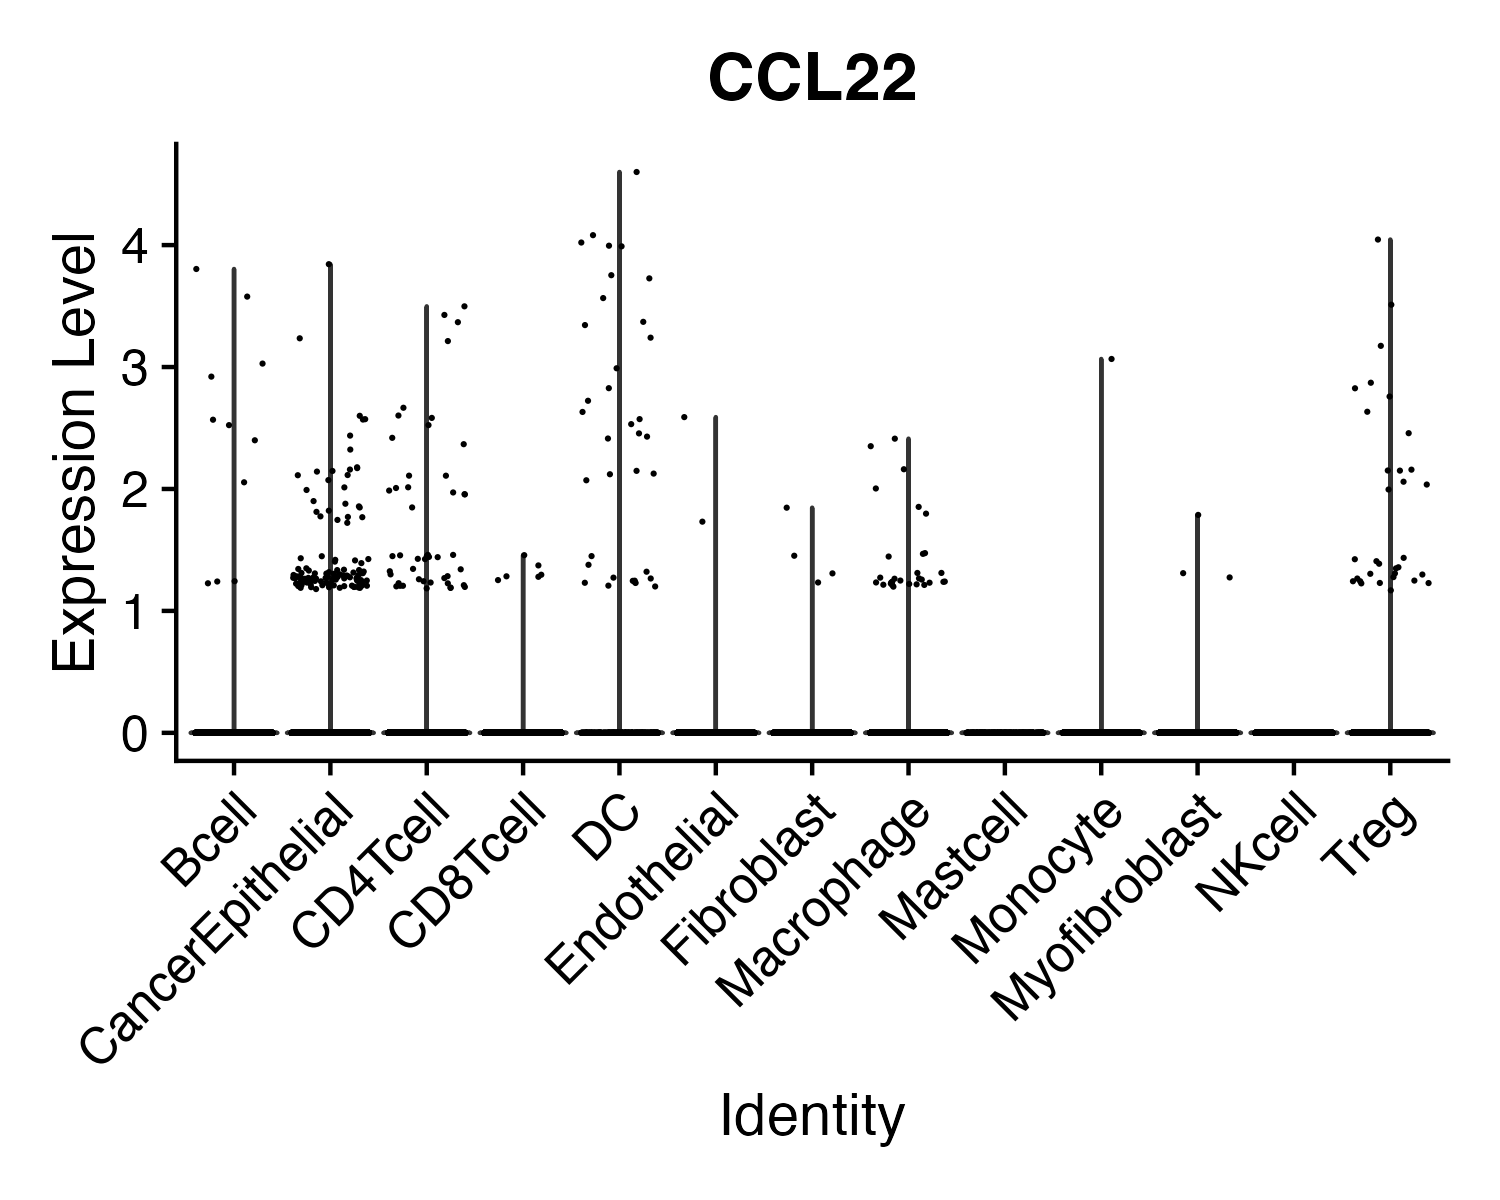 CCL22
Expression Level
4
3
2
1
0
Bcell
CancerEpithelial
CD4Tcell
CD8Tcell
DC
Endothelial
Fibroblast
Macrophage
Mastcell
Monocyte
Myofibroblast
NKcell
Treg
Identity